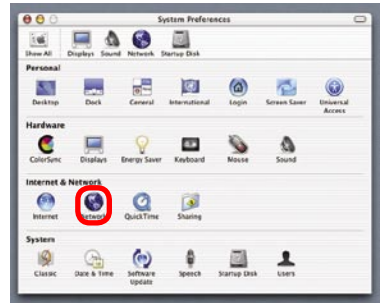 System Preferences
Show All Displays Sound Network Startup Disk
Personal
Desktop Dock General International Login Screen Saver Universal
Access
Hardware
ColorSync Displays Energy Saver Keyboard Mouse Sound
Internet & Network
Internet Network QuickTime Sharing
System
Classic Date & Time Software Speech Startup Disk Users
Update